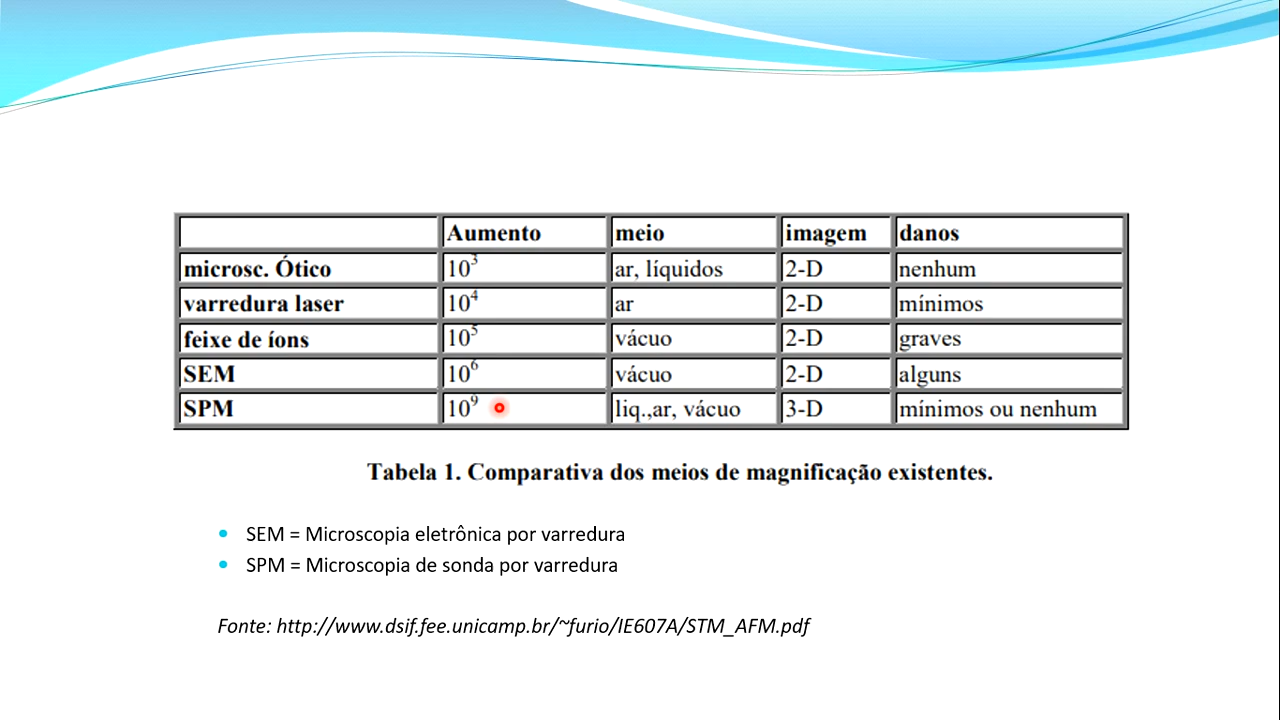 Aumento meio imagem danos
microsc. Ótico 10³ ar, líquidos 2-D nenhum
varredura laser 10⁴ ar 2-D mínimos
feixe de íons 10⁵ vácuo 2-D graves
SEM 10⁶ vácuo 2-D alguns
SPM 10⁹ liq.,ar, vácuo 3-D mínimos ou nenhum
Tabela 1. Comparativa dos meios de magnificação existentes.
SEM = Microscopia eletrônica por varredura
SPM = Microscopia de sonda por varredura
Fonte: http://www.dsif.fee.unicamp.br/~furio/IE607A/STM_AFM.pdf